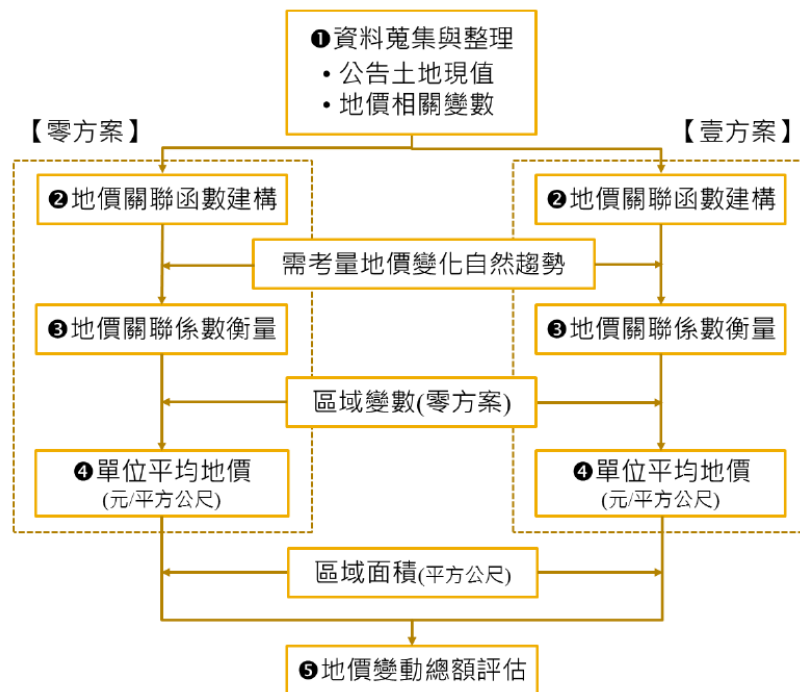 ❶資料蒐集與整理
•公告土地現值
•地價相關變數
【零方案】
【壹方案】
❷地價關聯函數建構
❷地價關聯函數建構
需考量地價變化自然趨勢
❸地價關聯係數衡量
❸地價關聯係數衡量
區域變數(零方案)
❹單位平均地價
(元/平方公尺)
❹單位平均地價
(元/平方公尺)
區域面積(平方公尺)
❺地價變動總額評估